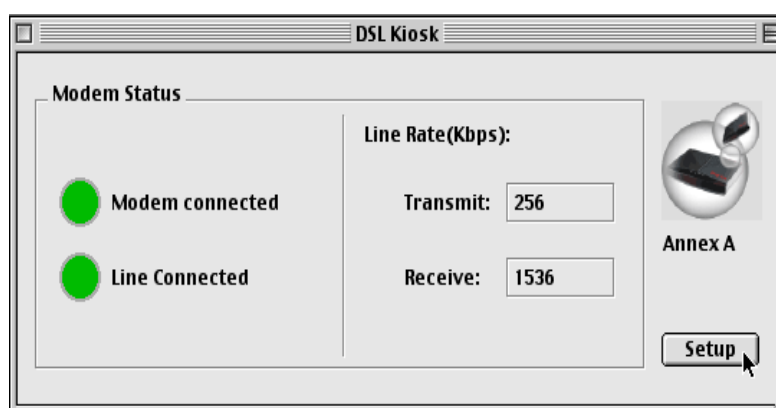 DSL Kiosk
Modem Status
Modem connected
Line Connected
Line Rate(Kbps):
Transmit: 256
Receive: 1536
Annex A
Setup